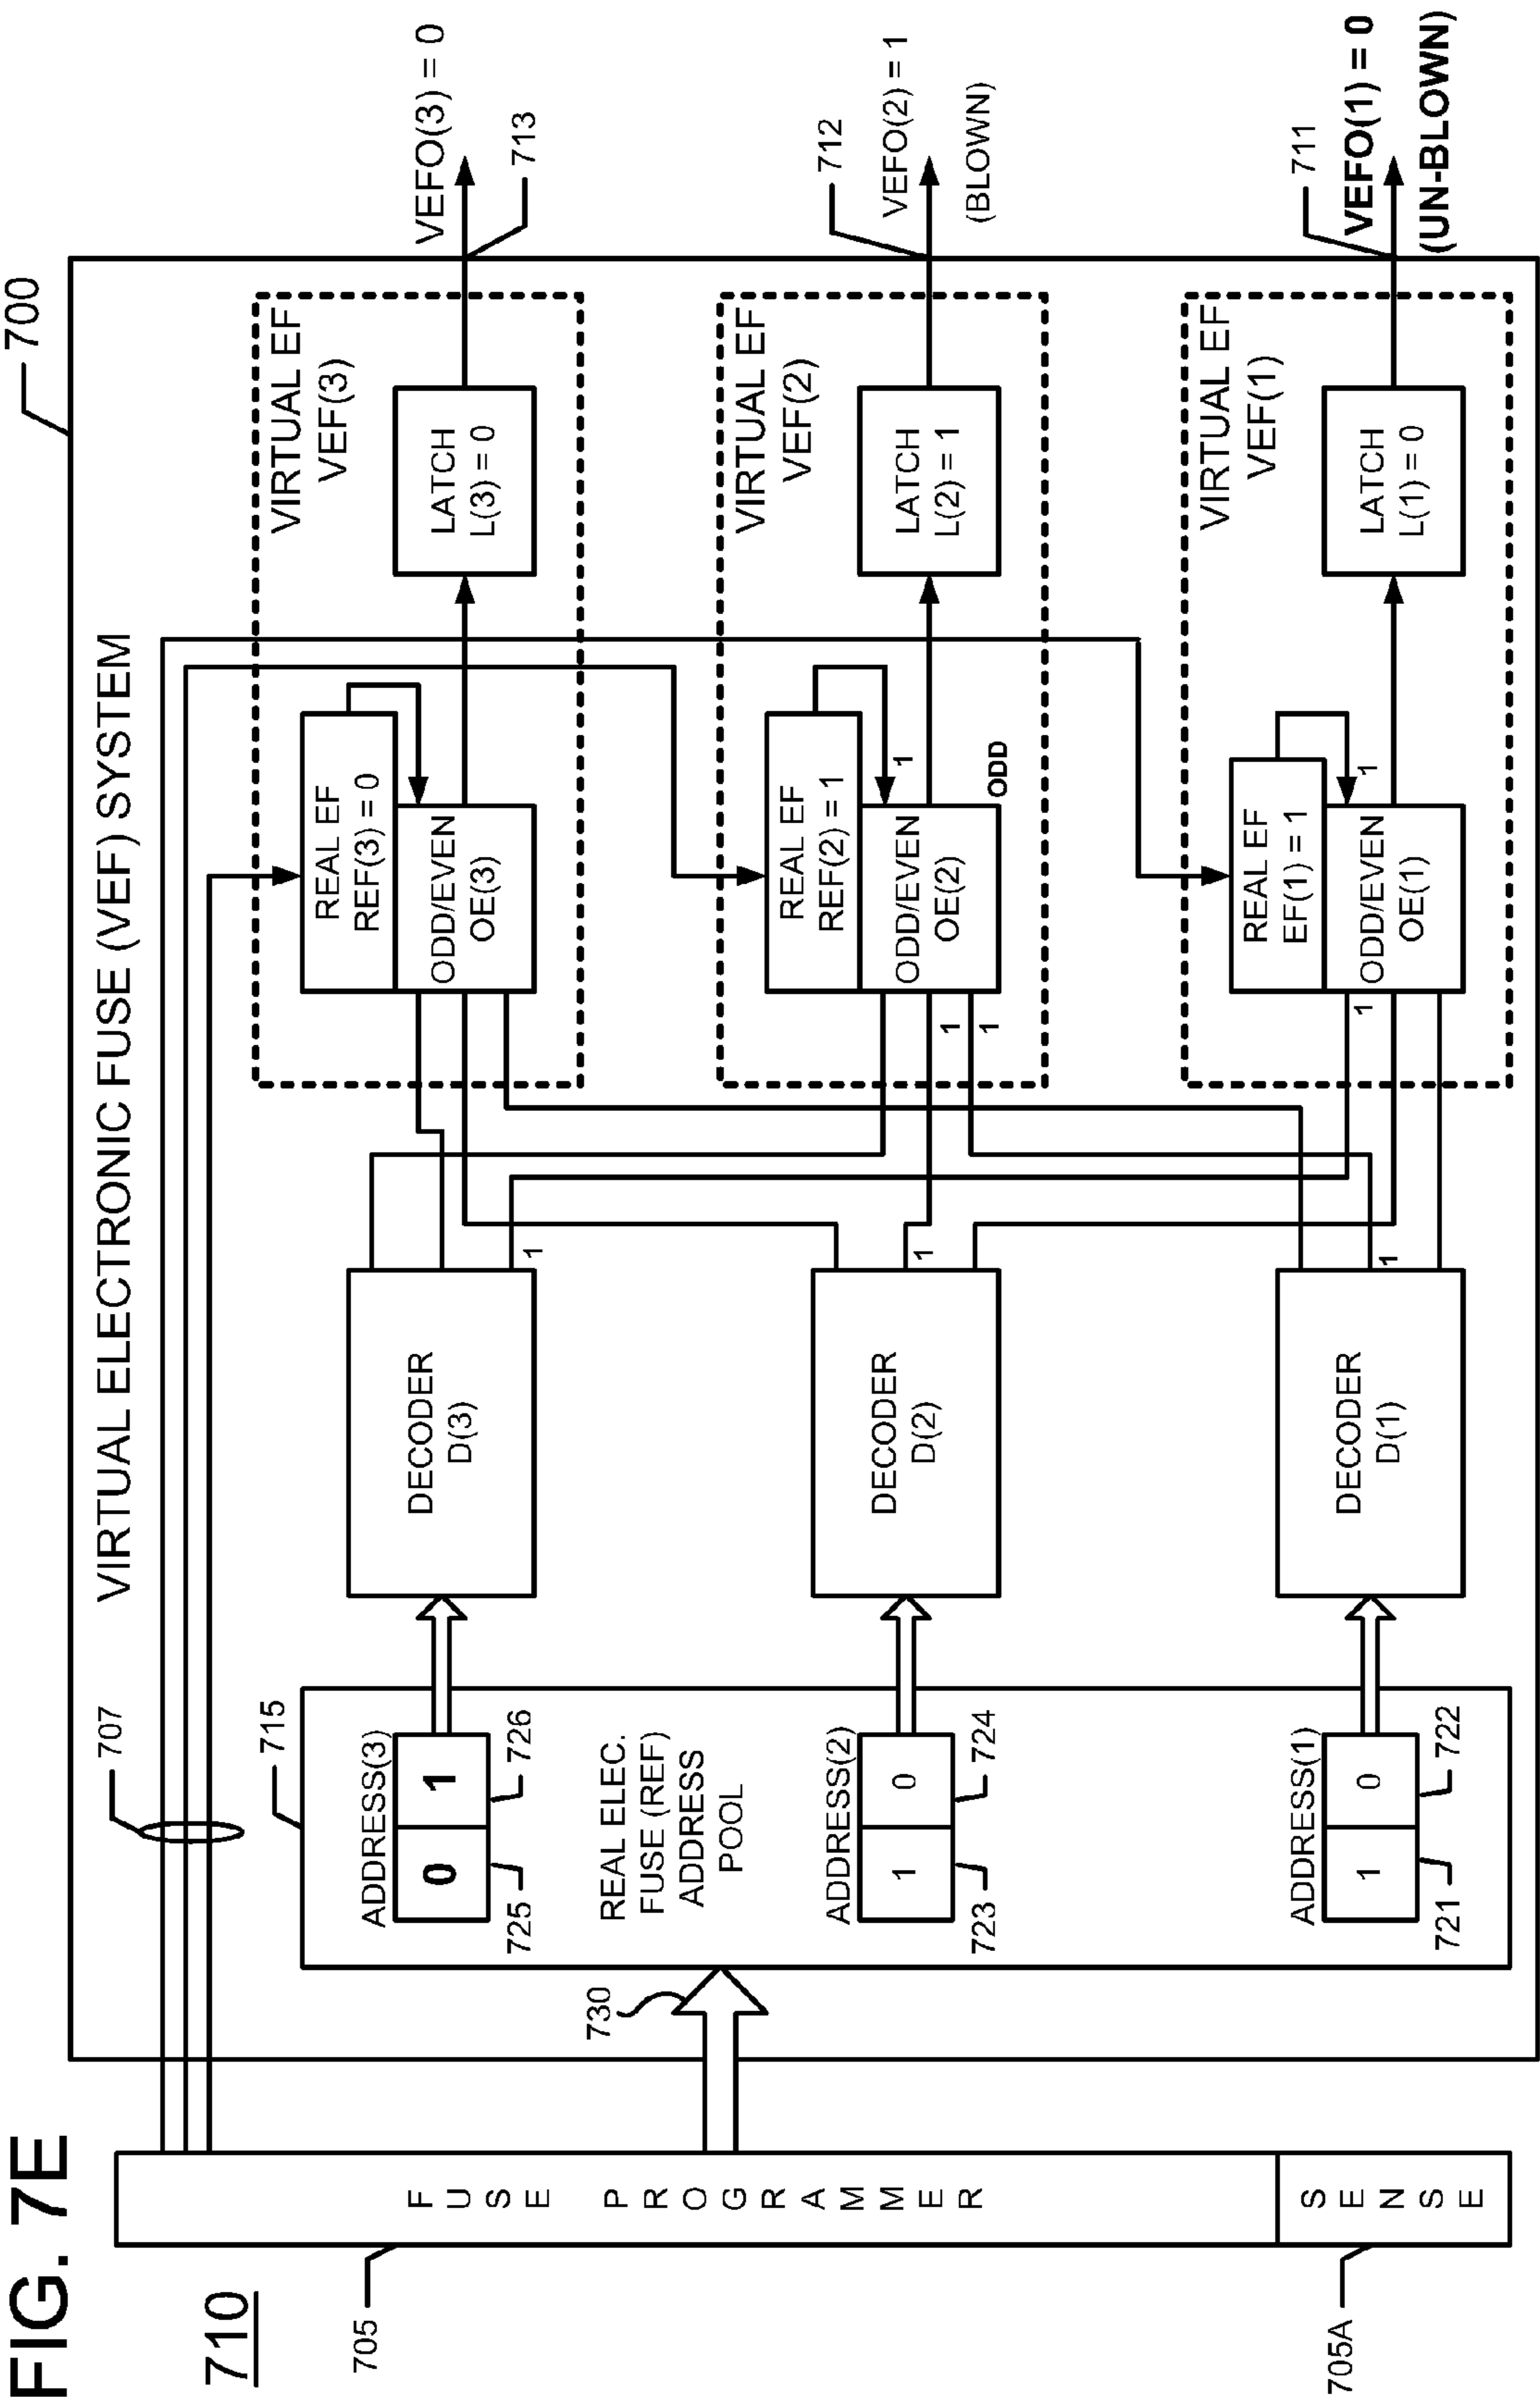 FIG. 7E
710
700
VIRTUAL ELECTRONIC FUSE (VEF) SYSTEM
707
705
FUSE PROGRAMMER
SENSE
705A
730
715
ADDRESS(3)
0 1
725
726
REAL ELEC.
FUSE (REF)
ADDRESS
POOL
ADDRESS(2)
1 0
723
724
ADDRESS(1)
1 0
721
722
DECODER
D(3)
1
DECODER
D(2)
1
DECODER
D(1)
1
VIRTUAL EF
VEF(3)
REAL EF
REF(3) = 0
ODD/EVEN
OE(3)
LATCH
L(3) = 0
VEFO(3) = 0
713
VIRTUAL EF
VEF(2)
REAL EF
REF(2) = 1
1
ODD/EVEN
OE(2)
1
1
ODD
LATCH
L(2) = 1
712
VEFO(2) = 1
(BLOWN)
VIRTUAL EF
VEF(1)
REAL EF
EF(1) = 1
1
ODD/EVEN
OE(1)
1
LATCH
L(1) = 0
711
VEFO(1) = 0
(UN-BLOWN)